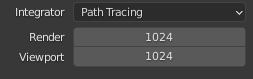 Integrator Path Tracing
Render 1024
Viewport 1024